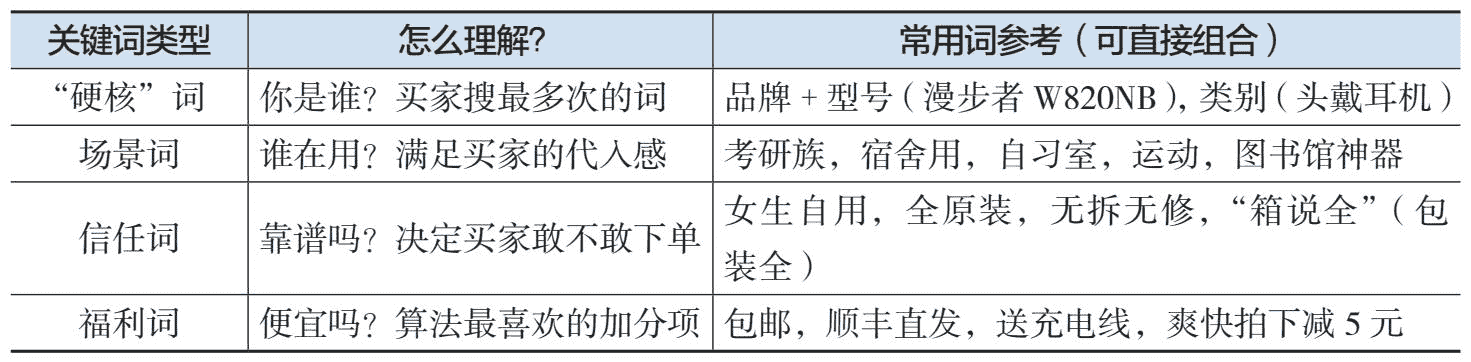 关键词类型 怎么理解? 常用词参考（可直接组合）
“硬核”词 你是谁？买家搜最多次的词 品牌 + 型号（漫步者 W820NB），类别（头戴耳机）
场景词 谁在用？满足买家的代入感 考研族，宿舍用，自习室，运动，图书馆神器
信任词 靠谱吗？决定买家敢不敢下单 女生自用，全原装，无拆无修，“箱说全”（包
装全）
福利词 便宜吗？算法最喜欢的加分项 包邮，顺丰直发，送充电线，爽快拍下减 5 元